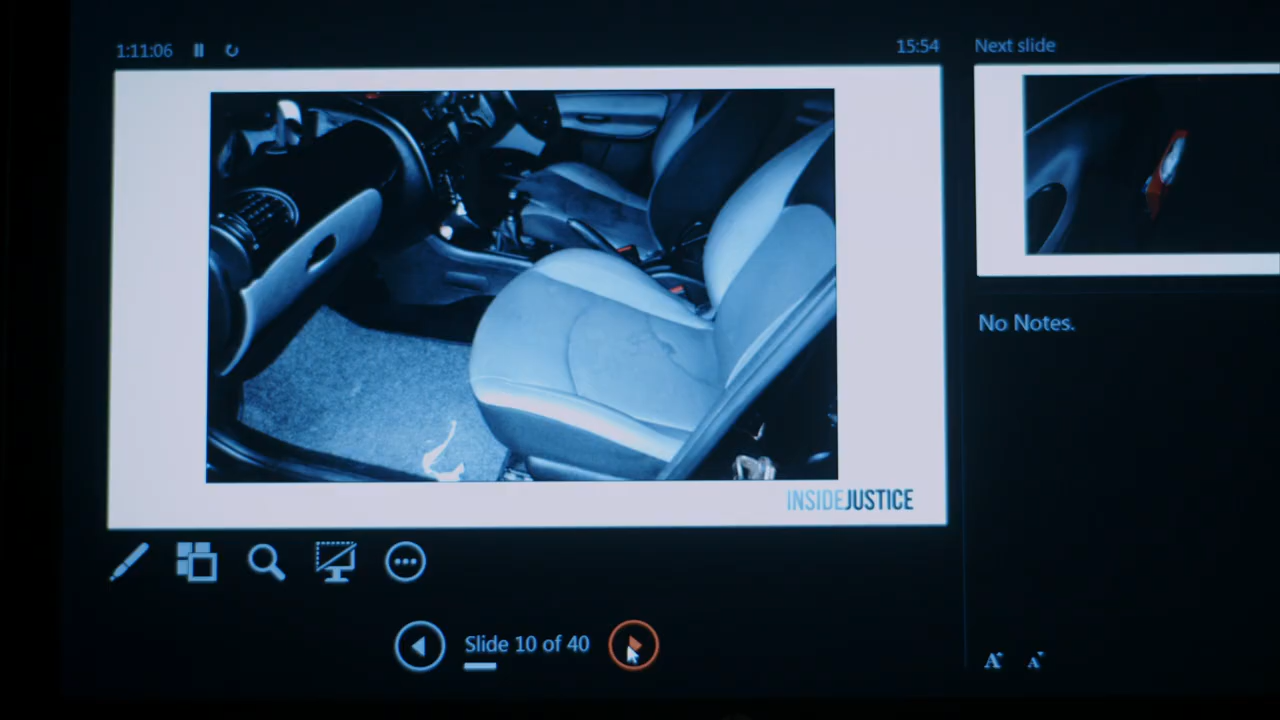 1:11:06
15:54
Next slide
INSIDEJUSTICE
No Notes.
Slide 10 of 40
A
A